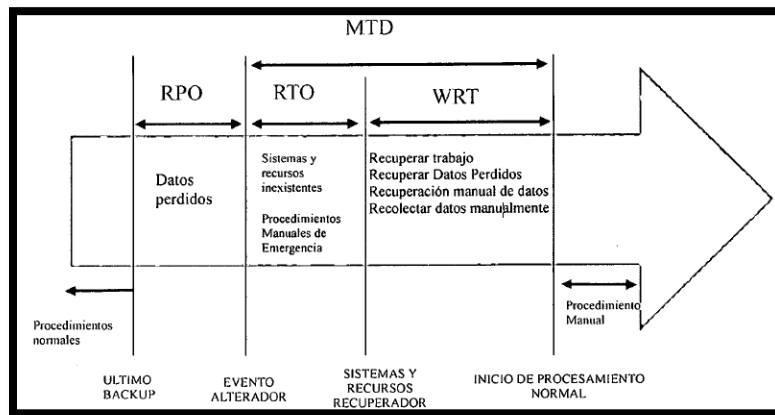 MTD
RPO
RTO
WRT
Datos
perdidos
Sistemas y
recursos
inexistentes
Procedimientos
Manuales de
Emergencia
Recuperar trabajo
Recuperar Datos Perdidos
Recuperación manual de datos
Recolectar datos manualmente
Procedimientos
normales
Procedimiento
Manual
ULTIMO
BACKUP
EVENTO
ALTERADOR
SISTEMAS Y
RECURSOS
RECUPERADOR
INICIO DE PROCESAMIENTO
NORMAL